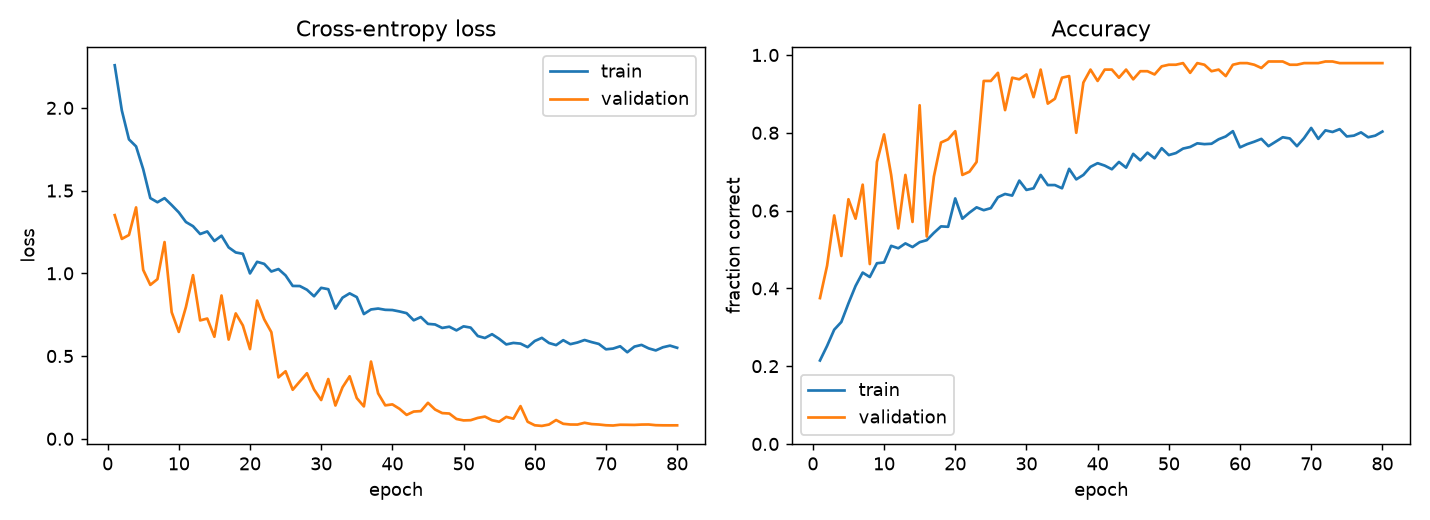 Cross-entropy loss
loss
2.0
1.5
1.0
0.5
0.0
0 10 20 30 40 50 60 70 80
epoch
train
validation
Accuracy
fraction correct
1.0
0.8
0.6
0.4
0.2
0.0
0 10 20 30 40 50 60 70 80
epoch
train
validation